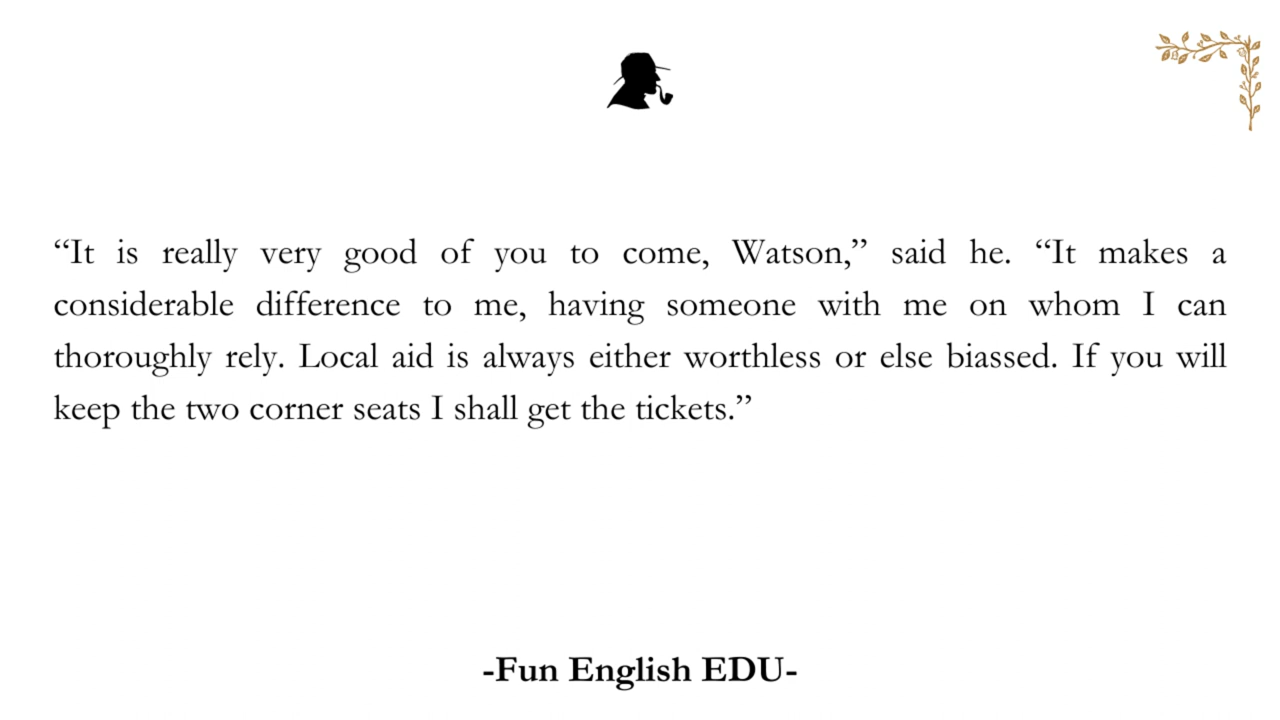 “It is really very good of you to come, Watson,” said he. “It makes a
considerable difference to me, having someone with me on whom I can
thoroughly rely. Local aid is always either worthless or else biassed. If you will
keep the two corner seats I shall get the tickets.”
-Fun English EDU-